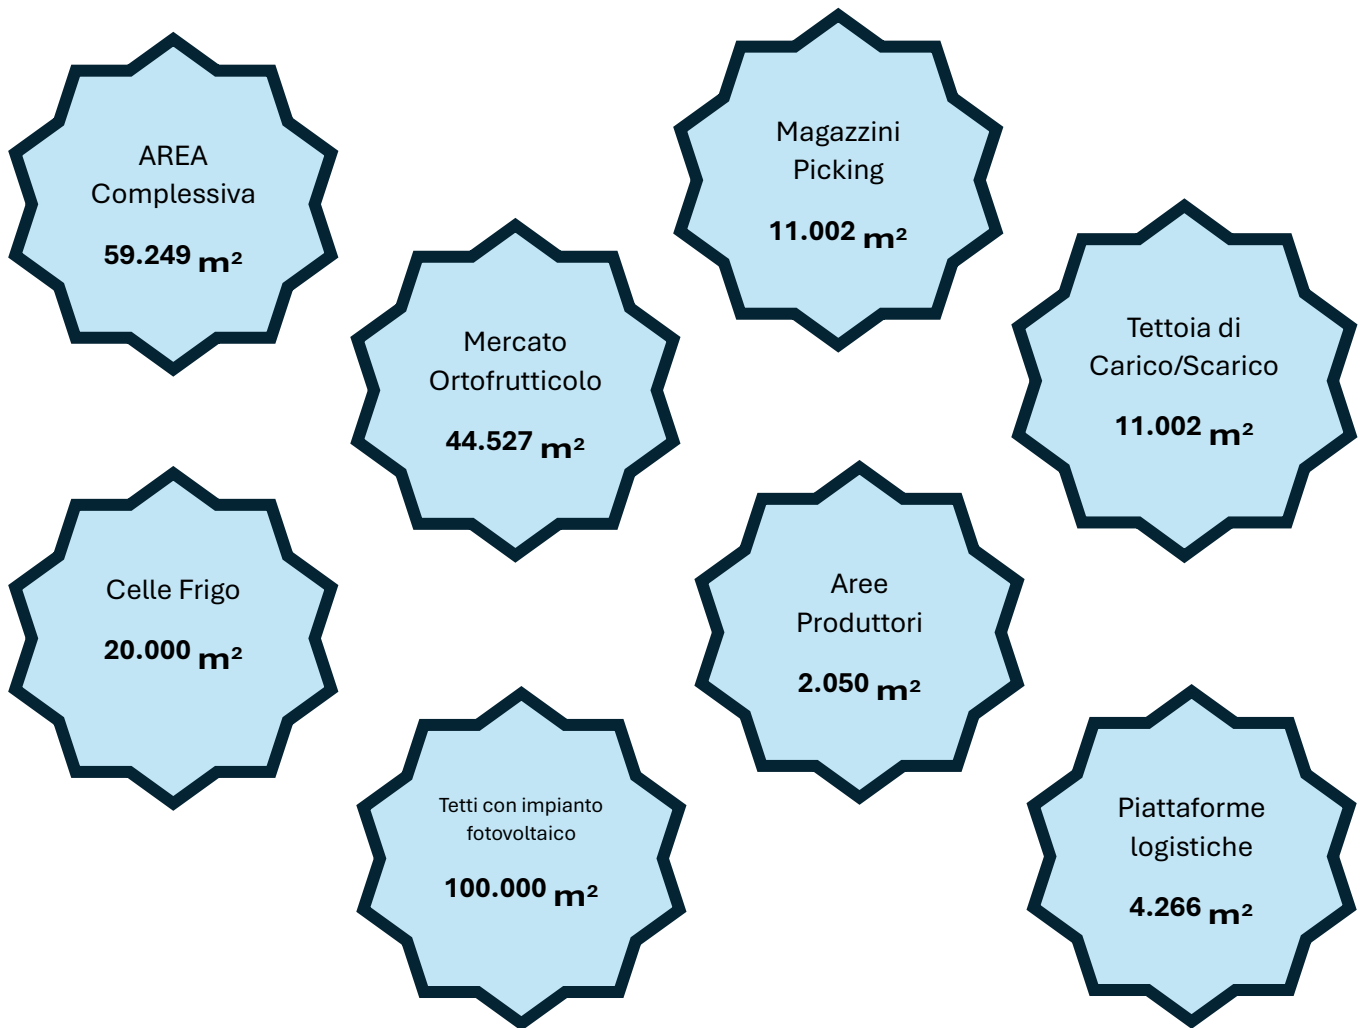 AREA
Complessiva
59.249 m²
Magazzini
Picking
11.002 m²
Mercato
Ortofrutticolo
44.527 m²
Tettoia di
Carico/Scarico
11.002 m²
Celle Frigo
20.000 m²
Aree
Produttori
2.050 m²
Tetti con impianto
fotovoltaico
100.000 m²
Piattaforme
logistiche
4.266 m²